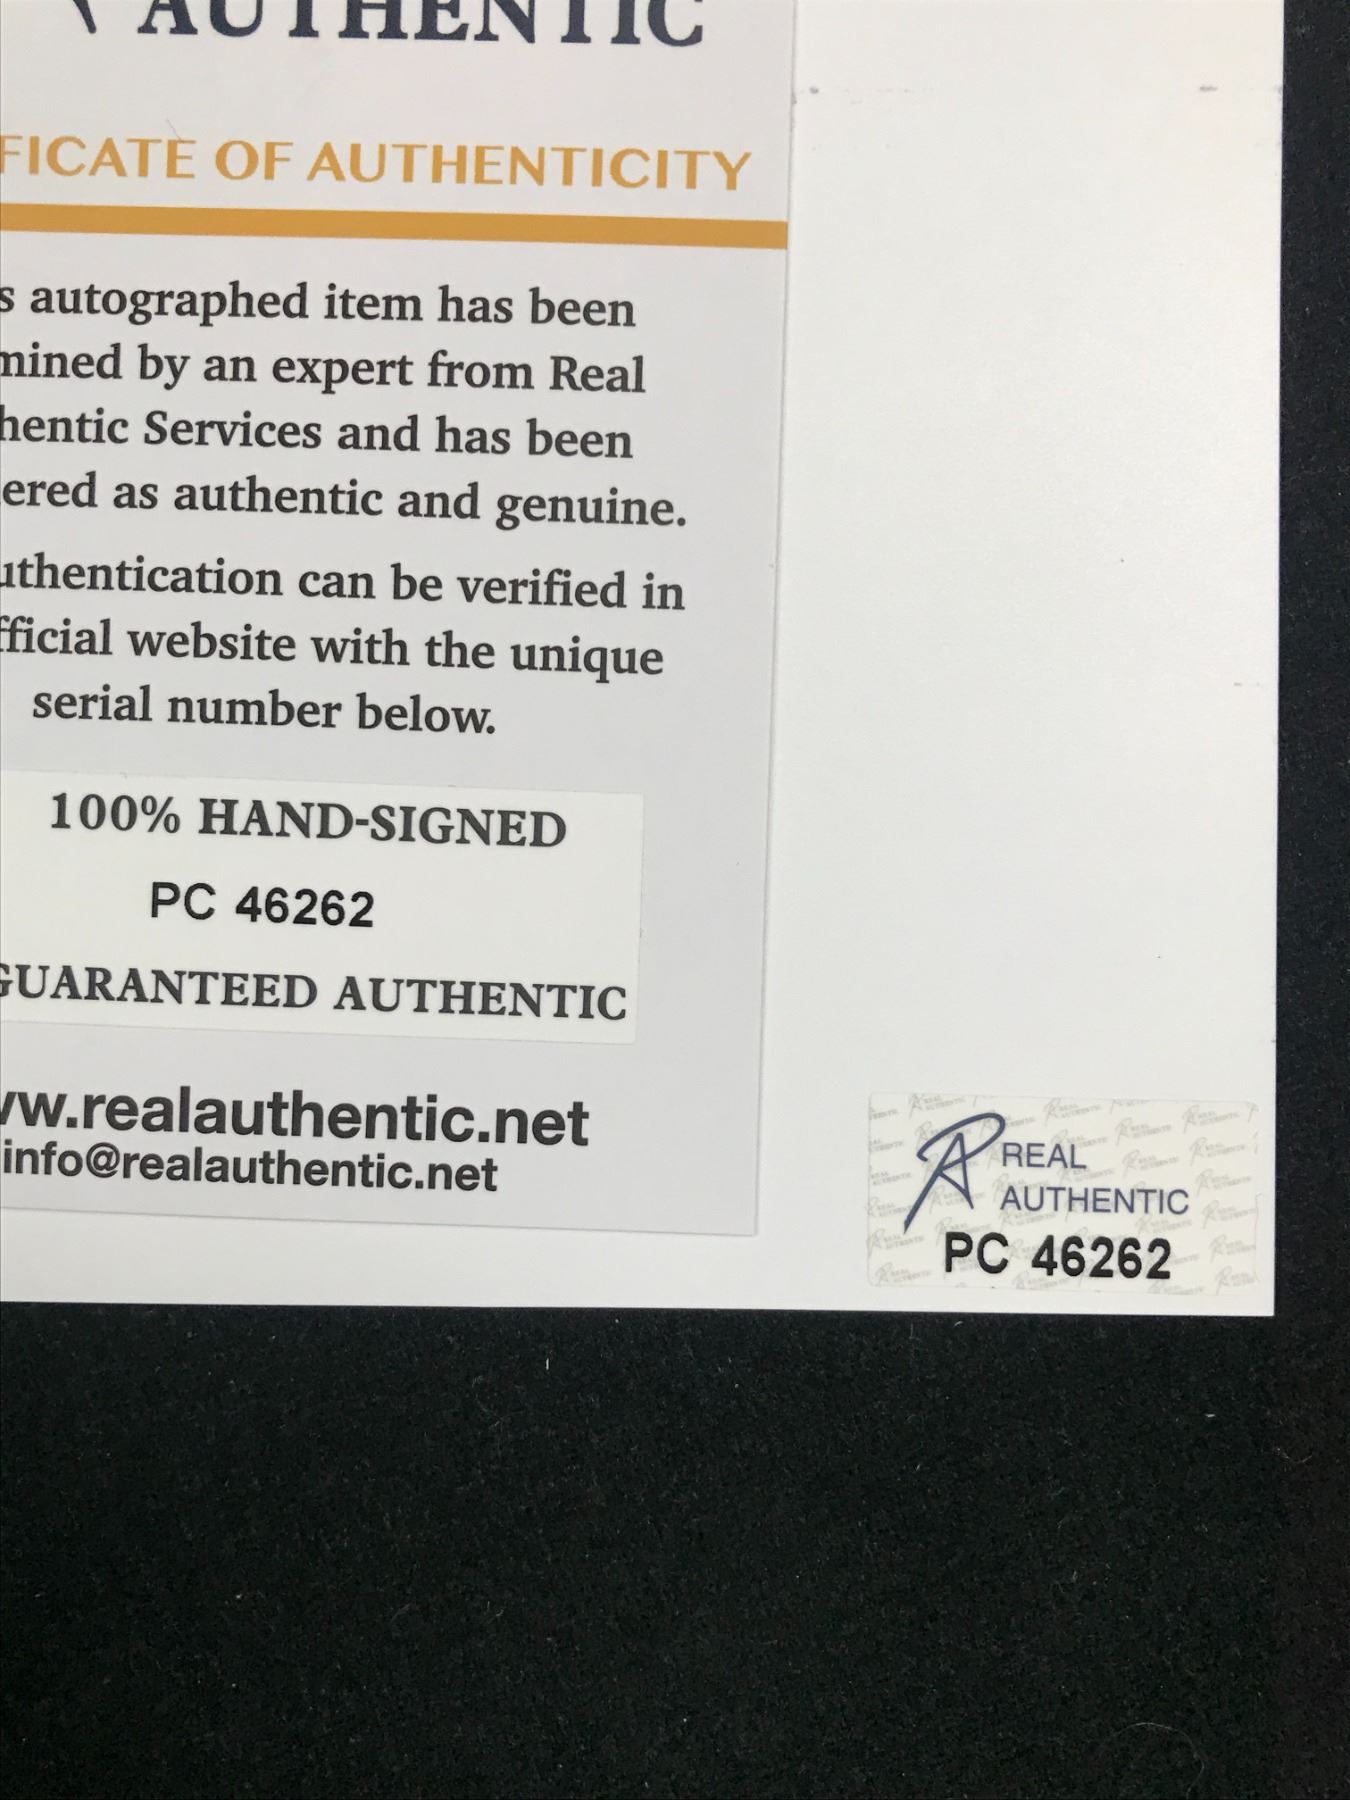 AUTHENTIC
FICATE OF AUTHENTICITY
s autographed item has been
mined by an expert from Real
hentic Services and has been
ered as authentic and genuine.
uthentication can be verified in
fficial website with the unique
serial number below.
100% HAND-SIGNED
PC 46262
GUARANTEED AUTHENTIC
w.realauthentic.net
info@realauthentic.net
REAL
AUTHENTIC
PC 46262